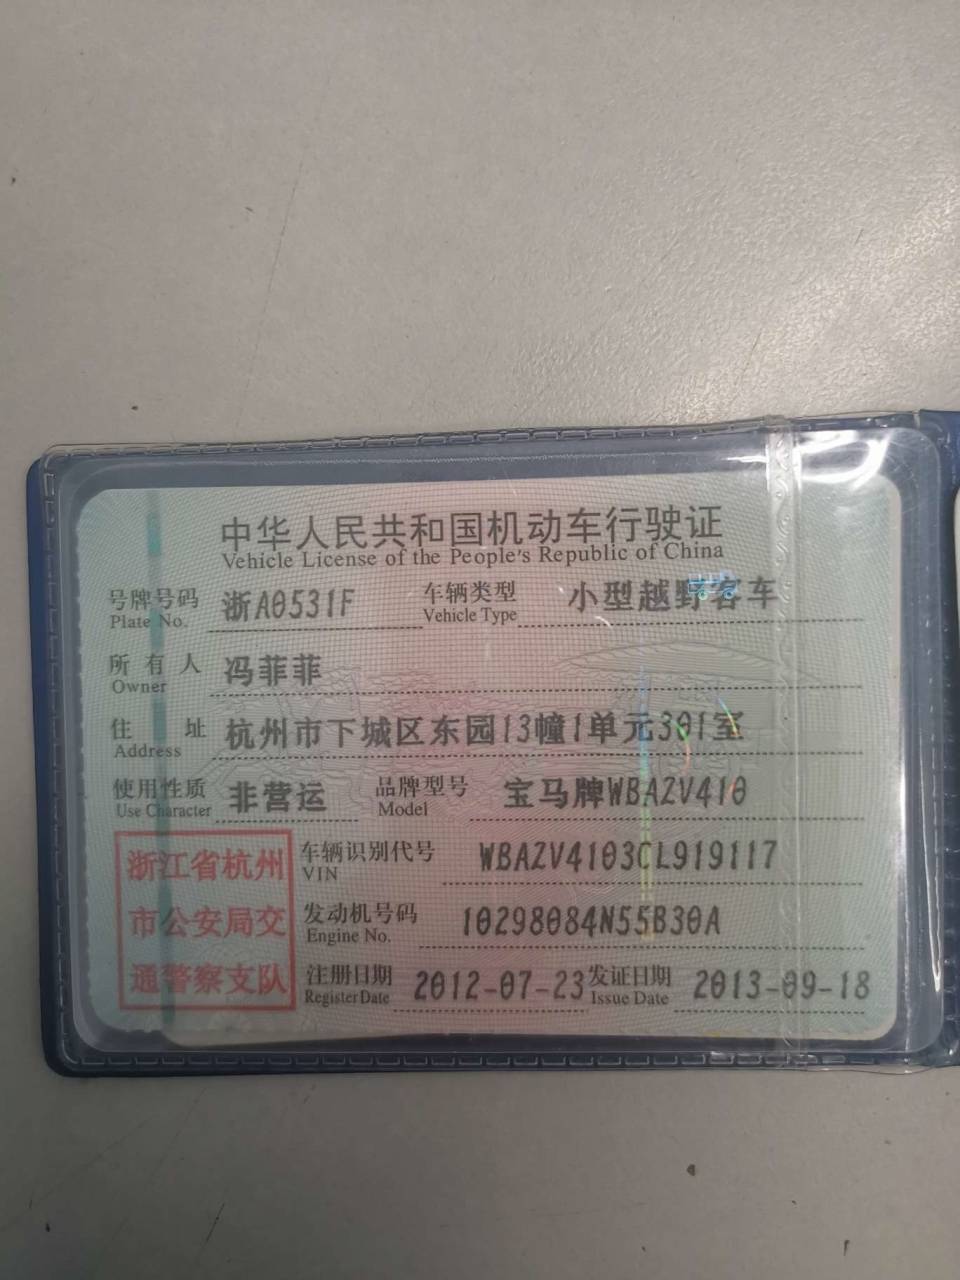 中华人民共和国机动车行驶证
Vehicle License of the People's Republic of China
号牌号码 浙A0531F 车辆类型 小型越野客车
Plate No. Vehicle Type
所有人 冯菲菲
Owner
住址 杭州市下城区东园13幢1单元301室
Address
使用性质 非营运 品牌型号 宝马牌WBAZV410
Use Character Model
浙江省杭州
市公安局交
通警察支队
车辆识别代号 WBAZV4103CL919117
VIN
发动机号码 10298084N55B30A
Engine No.
注册日期 2012-07-23 发证日期 2013-09-18
Register Date Issue Date